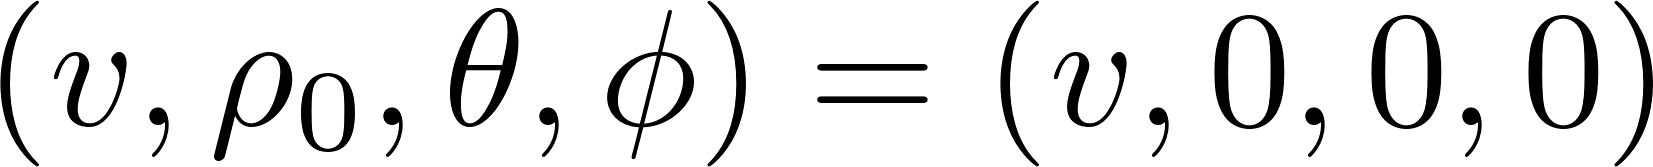 (v, ρ₀, θ, ϕ) = (v, 0, 0, 0)